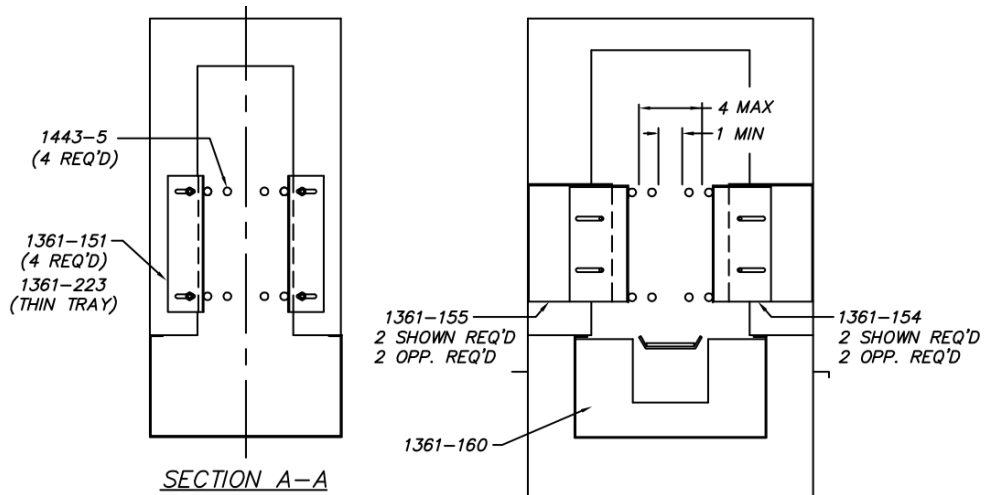 1443-5
(4 REQ'D)
1361-151
(4 REQ'D)
1361-223
(THIN TRAY)
SECTION A-A
4 MAX
1 MIN
1361-155
2 SHOWN REQ'D
2 OPP. REQ'D
1361-154
2 SHOWN REQ'D
2 OPP. REQ'D
1361-160